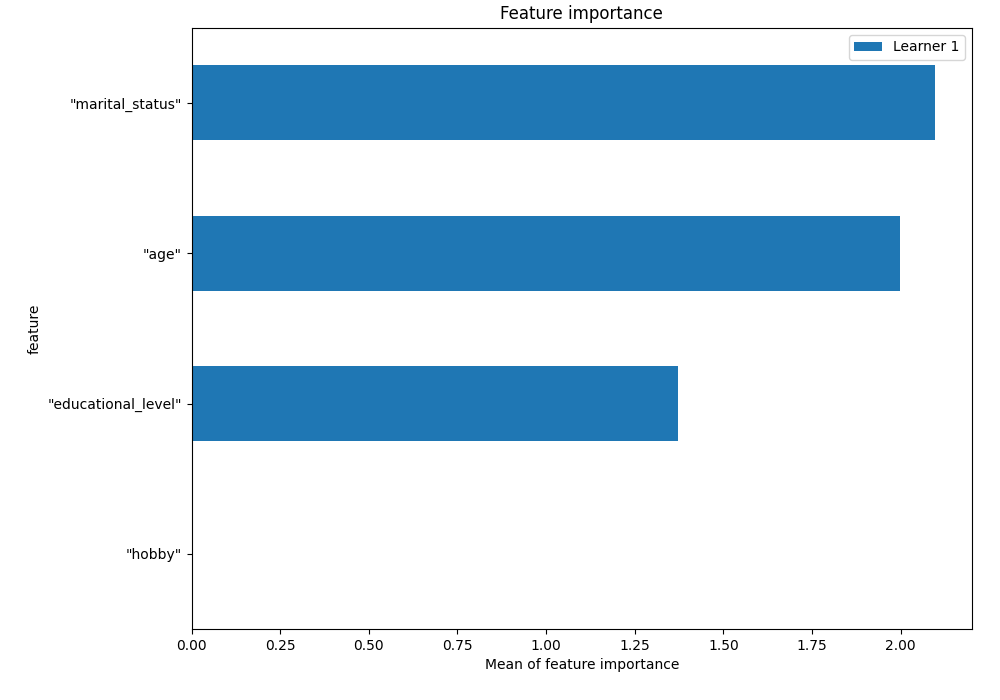 Feature importance
Learner 1
"marital_status"
"age"
"educational_level"
"hobby"
feature
0.00 0.25 0.50 0.75 1.00 1.25 1.50 1.75 2.00
Mean of feature importance